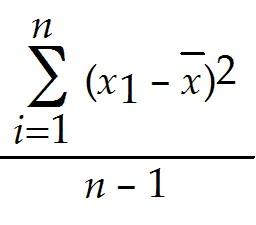 n
∑ (x1 - x̅)2
i=1
n - 1